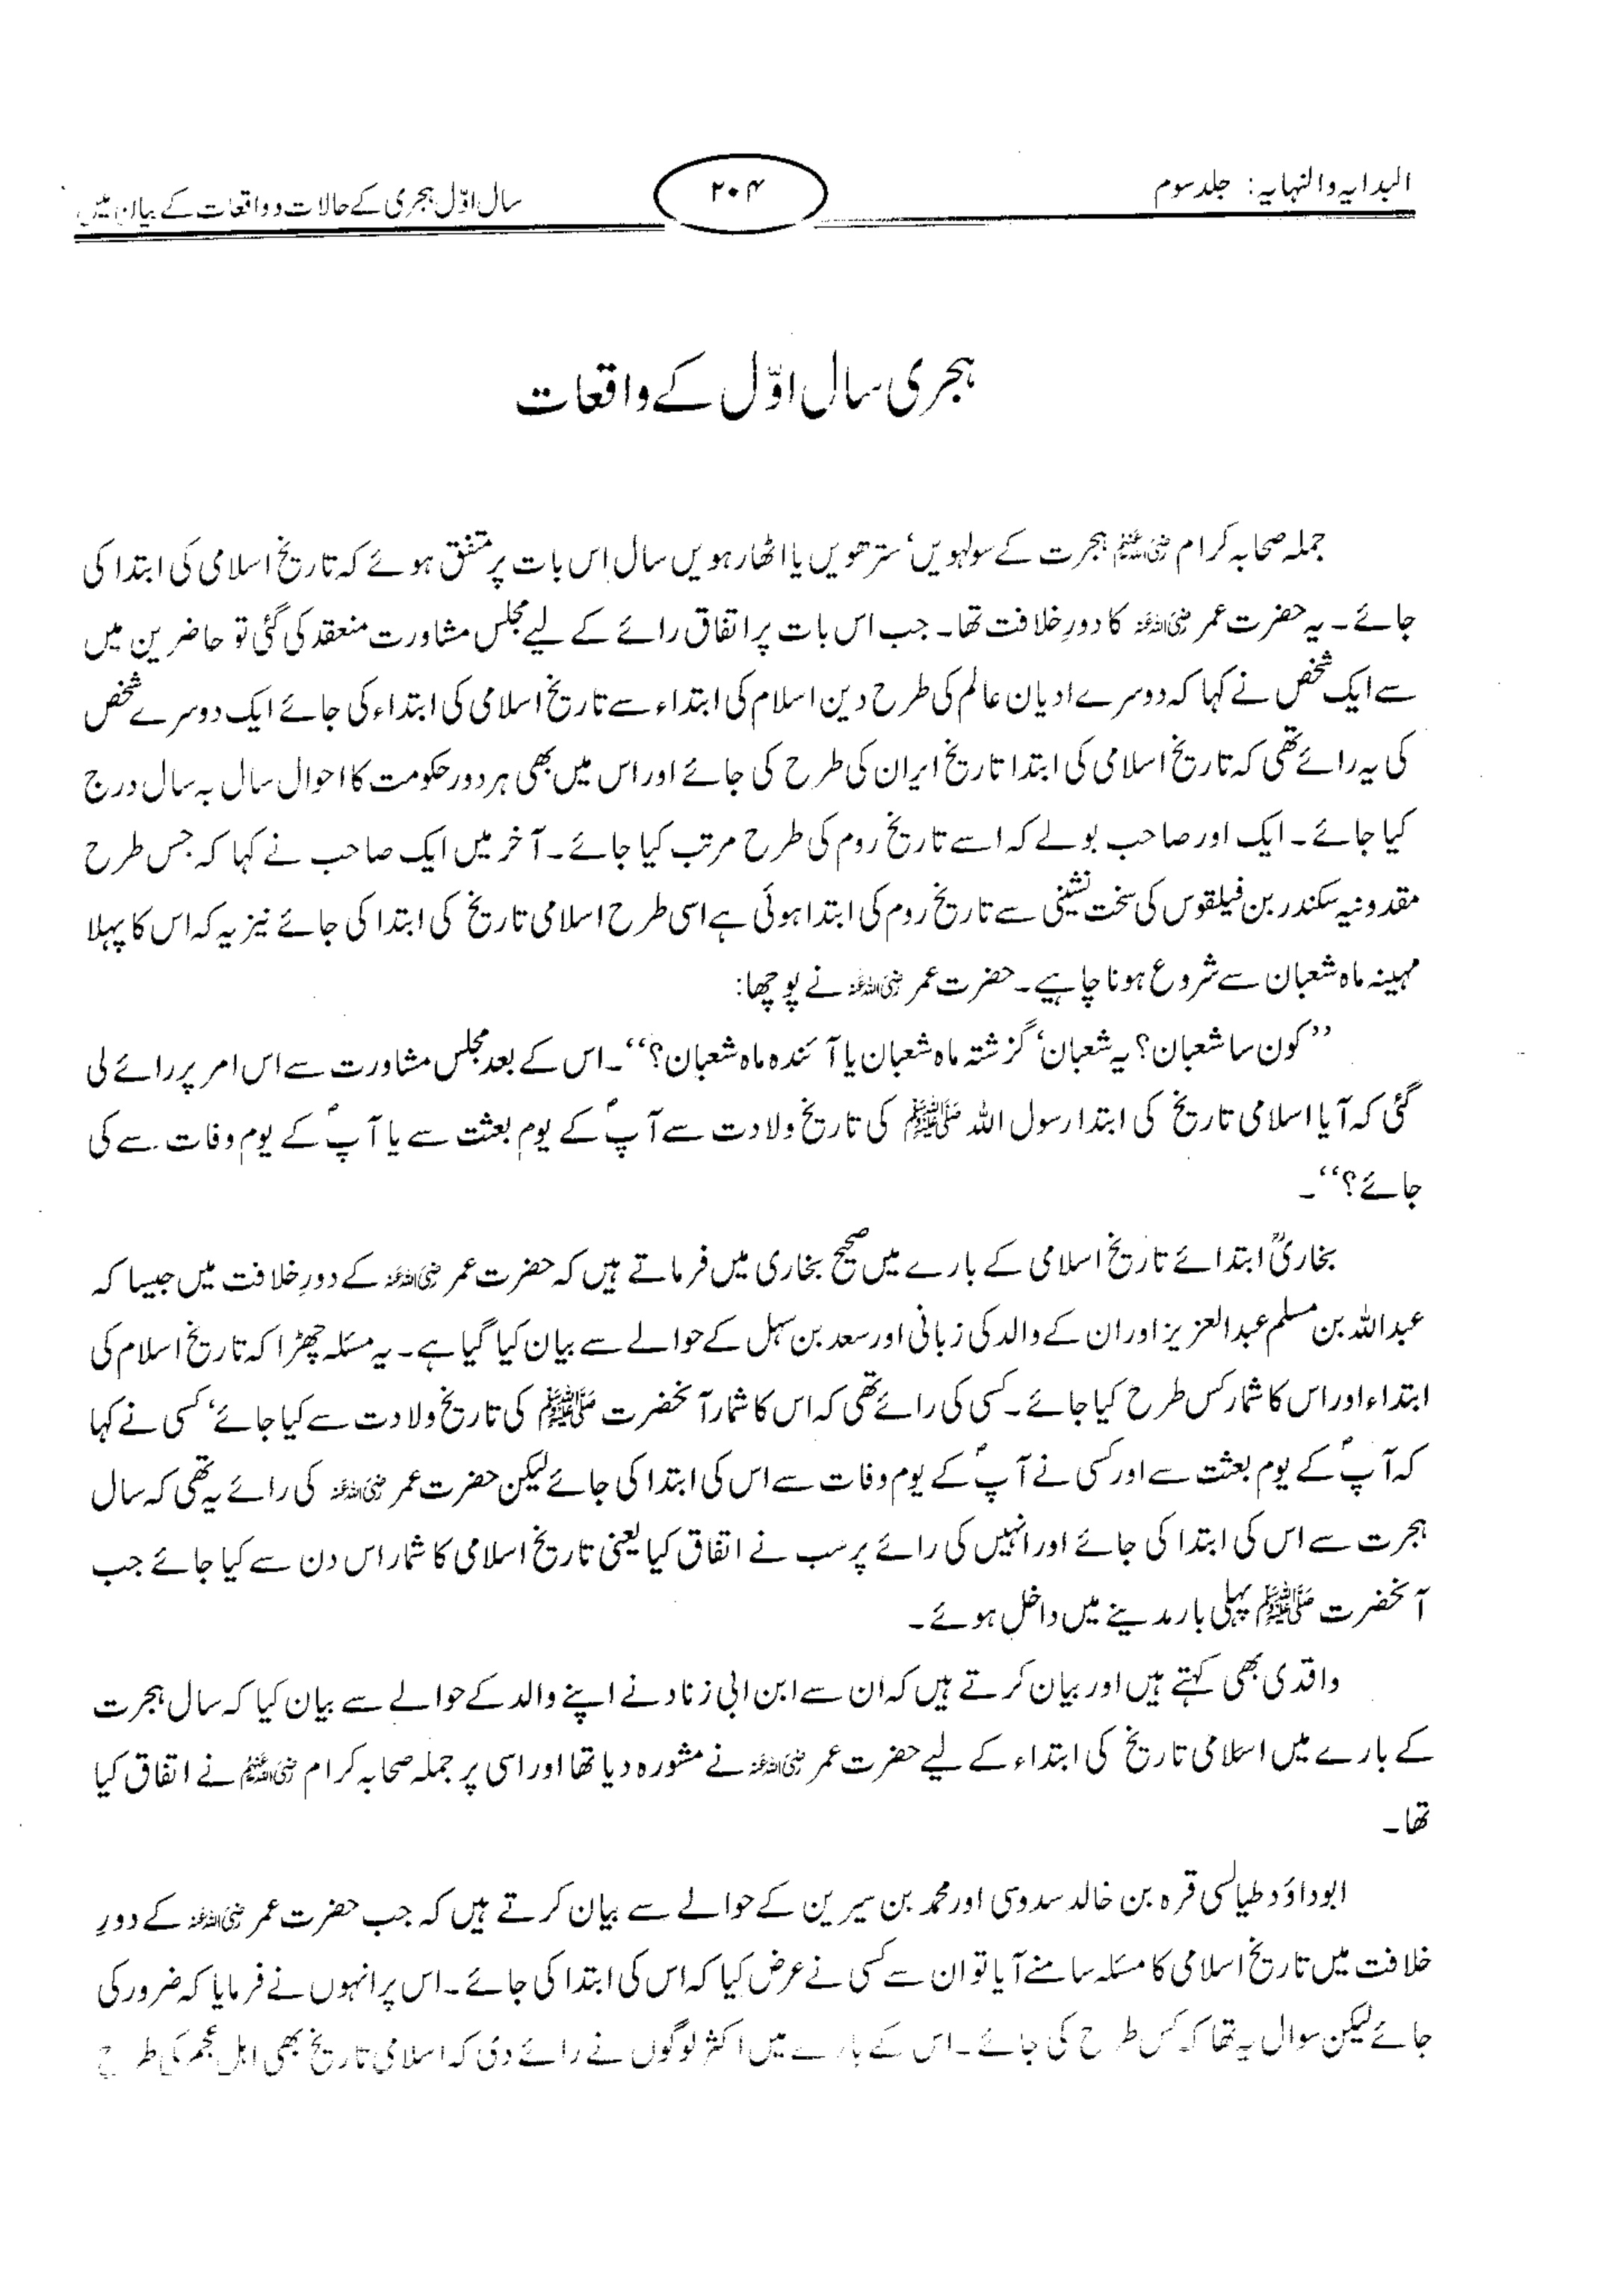 البدایہ والنہایہ: جلد سوم
۲۰۴
سال اوّل ہجری کے حالات و واقعات کے بیان میں
ہجری سال اوّل کے واقعات
جملہ صحابہ کرام رضی اللہ عنہم ہجرت کے سولہویں، سترھویں یا اٹھارہویں سال اس بات پر متفق ہوئے کہ تاریخ اسلامی کی ابتدا کی
جائے۔ یہ حضرت عمر رضی اللہ عنہ کا دورِ خلافت تھا۔ جب اس بات پر اتفاق رائے کے لیے مجلس مشاورت منعقد کی گئی تو حاضرین میں
سے ایک شخص نے کہا کہ دوسرے ادیان عالم کی طرح دین اسلام کی ابتداء سے تاریخ اسلامی کی ابتداء کی جائے ایک دوسرے شخص
کی یہ رائے تھی کہ تاریخ اسلامی کی ابتدا تاریخ ایران کی طرح کی جائے اور اس میں بھی ہر دور حکومت کا احوال سال بہ سال درج
کیا جائے۔ ایک اور صاحب بولے کہ اسے تاریخ روم کی طرح مرتب کیا جائے۔ آخر میں ایک صاحب نے کہا کہ جس طرح
مقدونیہ سکندر بن فیلقوس کی تخت نشینی سے تاریخ روم کی ابتدا ہوئی ہے اسی طرح اسلامی تاریخ کی ابتدا کی جائے نیز یہ کہ اس کا پہلا
مہینہ ماہ شعبان سے شروع ہونا چاہیے۔ حضرت عمر رضی اللہ عنہ نے پوچھا:
’’کون سا شعبان؟ یہ شعبان، گزشتہ ماہ شعبان یا آئندہ ماہ شعبان؟‘‘۔ اس کے بعد مجلس مشاورت سے اس امر پر رائے لی
گئی کہ آیا اسلامی تاریخ کی ابتدا رسول اللہ ﷺ کی تاریخ ولادت سے آپؐ کے یوم بعثت سے یا آپؐ کے یوم وفات سے کی
جائے؟‘‘۔
بخاریؒ ابتدائے تاریخ اسلامی کے بارے میں صحیح بخاری میں فرماتے ہیں کہ حضرت عمر رضی اللہ عنہ کے دورِ خلافت میں جیسا کہ
عبداللہ بن مسلم عبدالعزیز اور ان کے والد کی زبانی اور سعد بن سہل کے حوالے سے بیان کیا گیا ہے۔ یہ مسئلہ چھڑا کہ تاریخ اسلام کی
ابتداء اور اس کا شمار کس طرح کیا جائے۔ کسی کی رائے تھی کہ اس کا شمار آنحضرت ﷺ کی تاریخ ولادت سے کیا جائے، کسی نے کہا
کہ آپؐ کے یوم بعثت سے اور کسی نے آپؐ کے یوم وفات سے اس کی ابتدا کی جائے لیکن حضرت عمر رضی اللہ عنہ کی رائے یہ تھی کہ سال
ہجرت سے اس کی ابتدا کی جائے اور انہیں کی رائے پر سب نے اتفاق کیا یعنی تاریخ اسلامی کا شمار اس دن سے کیا جائے جب
آنحضرت ﷺ پہلی بار مدینے میں داخل ہوئے۔
واقدی بھی کہتے ہیں اور بیان کرتے ہیں کہ ان سے ابن ابی زناد نے اپنے والد کے حوالے سے بیان کیا کہ سال ہجرت
کے بارے میں اسلامی تاریخ کی ابتداء کے لیے حضرت عمر رضی اللہ عنہ نے مشورہ دیا تھا اور اسی پر جملہ صحابہ کرام رضی اللہ عنہم نے اتفاق کیا
تھا۔
ابوداؤد طیالسی قرہ بن خالد سدوسی اور محمد بن سیرین کے حوالے سے بیان کرتے ہیں کہ جب حضرت عمر رضی اللہ عنہ کے دورِ
خلافت میں تاریخ اسلامی کا مسئلہ سامنے آیا تو ان سے کسی نے عرض کیا کہ اس کی ابتدا کی جائے۔ اس پر انہوں نے فرمایا کہ ضرور کی
جائے لیکن سوال یہ تھا کہ کس طرح کی جائے۔ اس کے بارے میں اکثر لوگوں نے رائے دی کہ اسلامی تاریخ بھی اہل عجم کی طرح